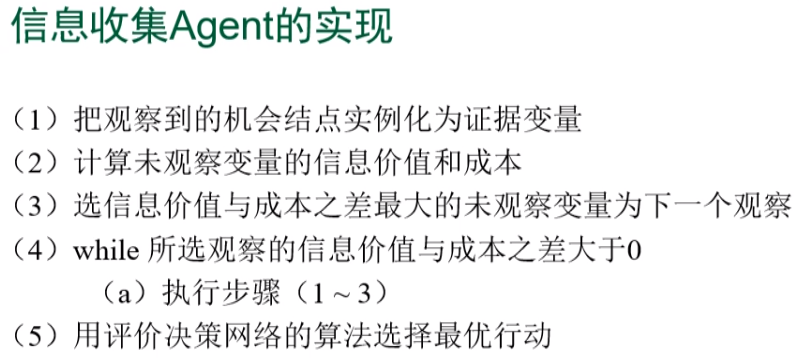 信息收集Agent的实现
（1）把观察到的机会结点实例化为证据变量
（2）计算未观察变量的信息价值和成本
（3）选信息价值与成本之差最大的未观察变量为下一个观察
（4）while 所选观察的信息价值与成本之差大于0
（a）执行步骤（1 ~ 3）
（5）用评价决策网络的算法选择最优行动